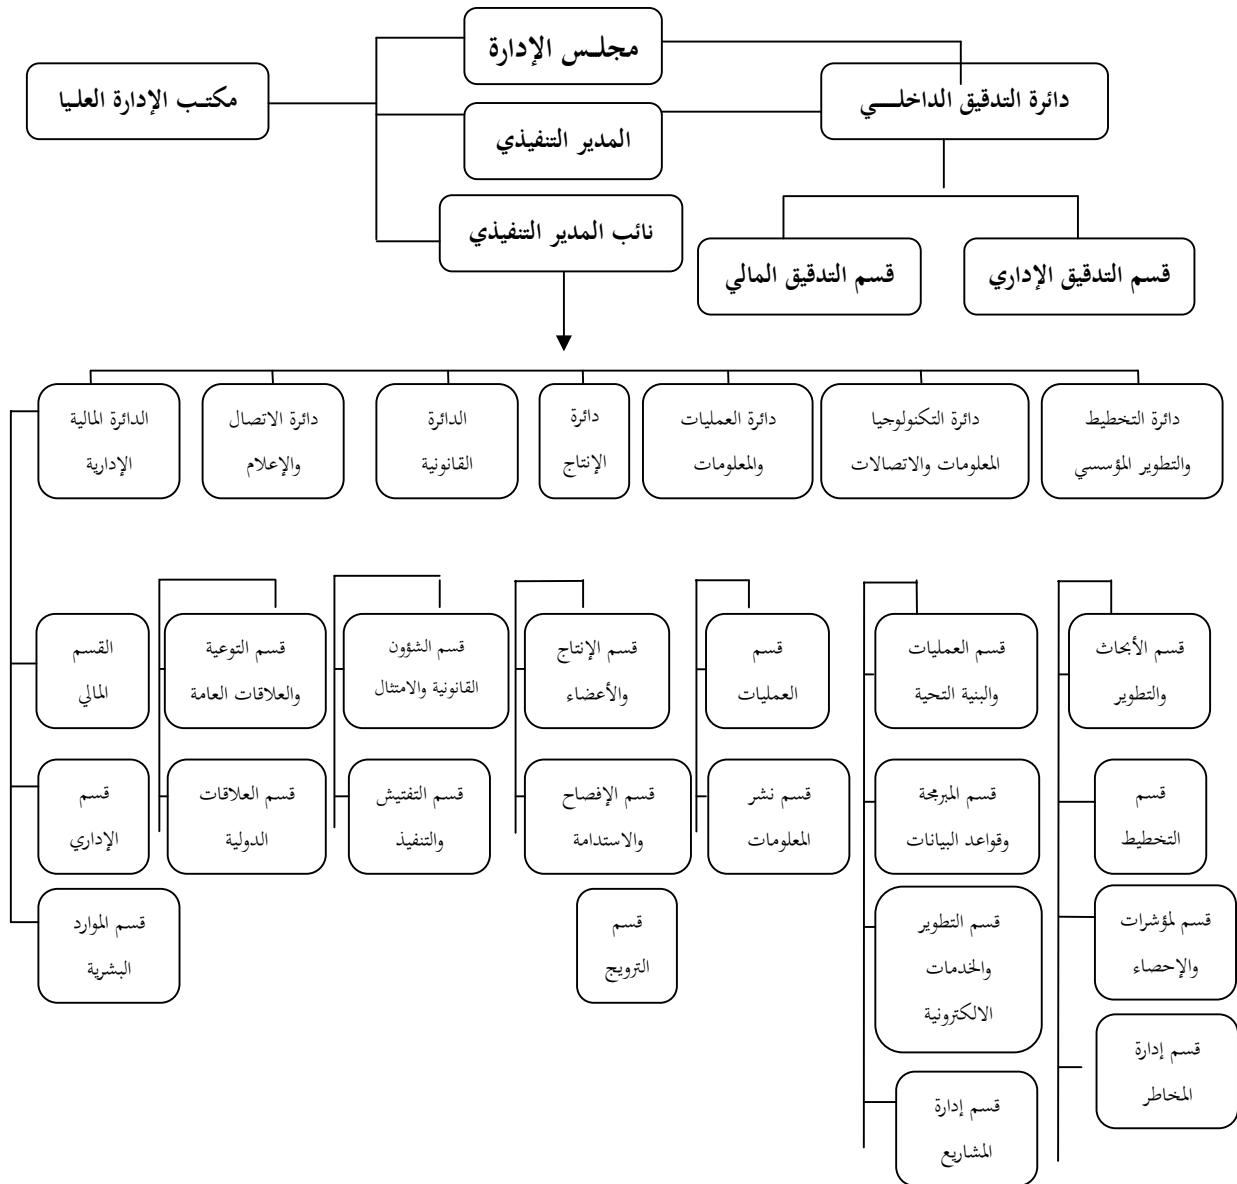 مجلس الإدارة
مكتب الإدارة العليا
دائرة التدقيق الداخلي
المدير التنفيذي
نائب المدير التنفيذي
قسم التدقيق الإداري
قسم التدقيق المالي
دائرة التخطيط
والتطوير المؤسسي
دائرة التكنولوجيا
المعلومات والاتصالات
دائرة العمليات
والمعلومات
دائرة
الإنتاج
الدائرة
القانونية
دائرة الاتصال
والإعلام
الدائرة المالية
الإدارية
قسم الأبحاث
والتطوير
قسم العمليات
والبنية التحية
قسم
العمليات
قسم الإنتاج
والأعضاء
قسم الشؤون
القانونية والامتثال
قسم التوعية
والعلاقات العامة
القسم
المالي
قسم
التخطيط
قسم المبرمجة
وقواعد البيانات
قسم نشر
المعلومات
قسم الإفصاح
والاستدامة
قسم التفتيش
والتنفيذ
قسم العلاقات
الدولية
قسم
الإداري
قسم لمؤشرات
والإحصاء
قسم التطوير
والخدمات
الالكترونية
قسم
الترويج
قسم الموارد
البشرية
قسم إدارة
المخاطر
قسم إدارة
المشاريع